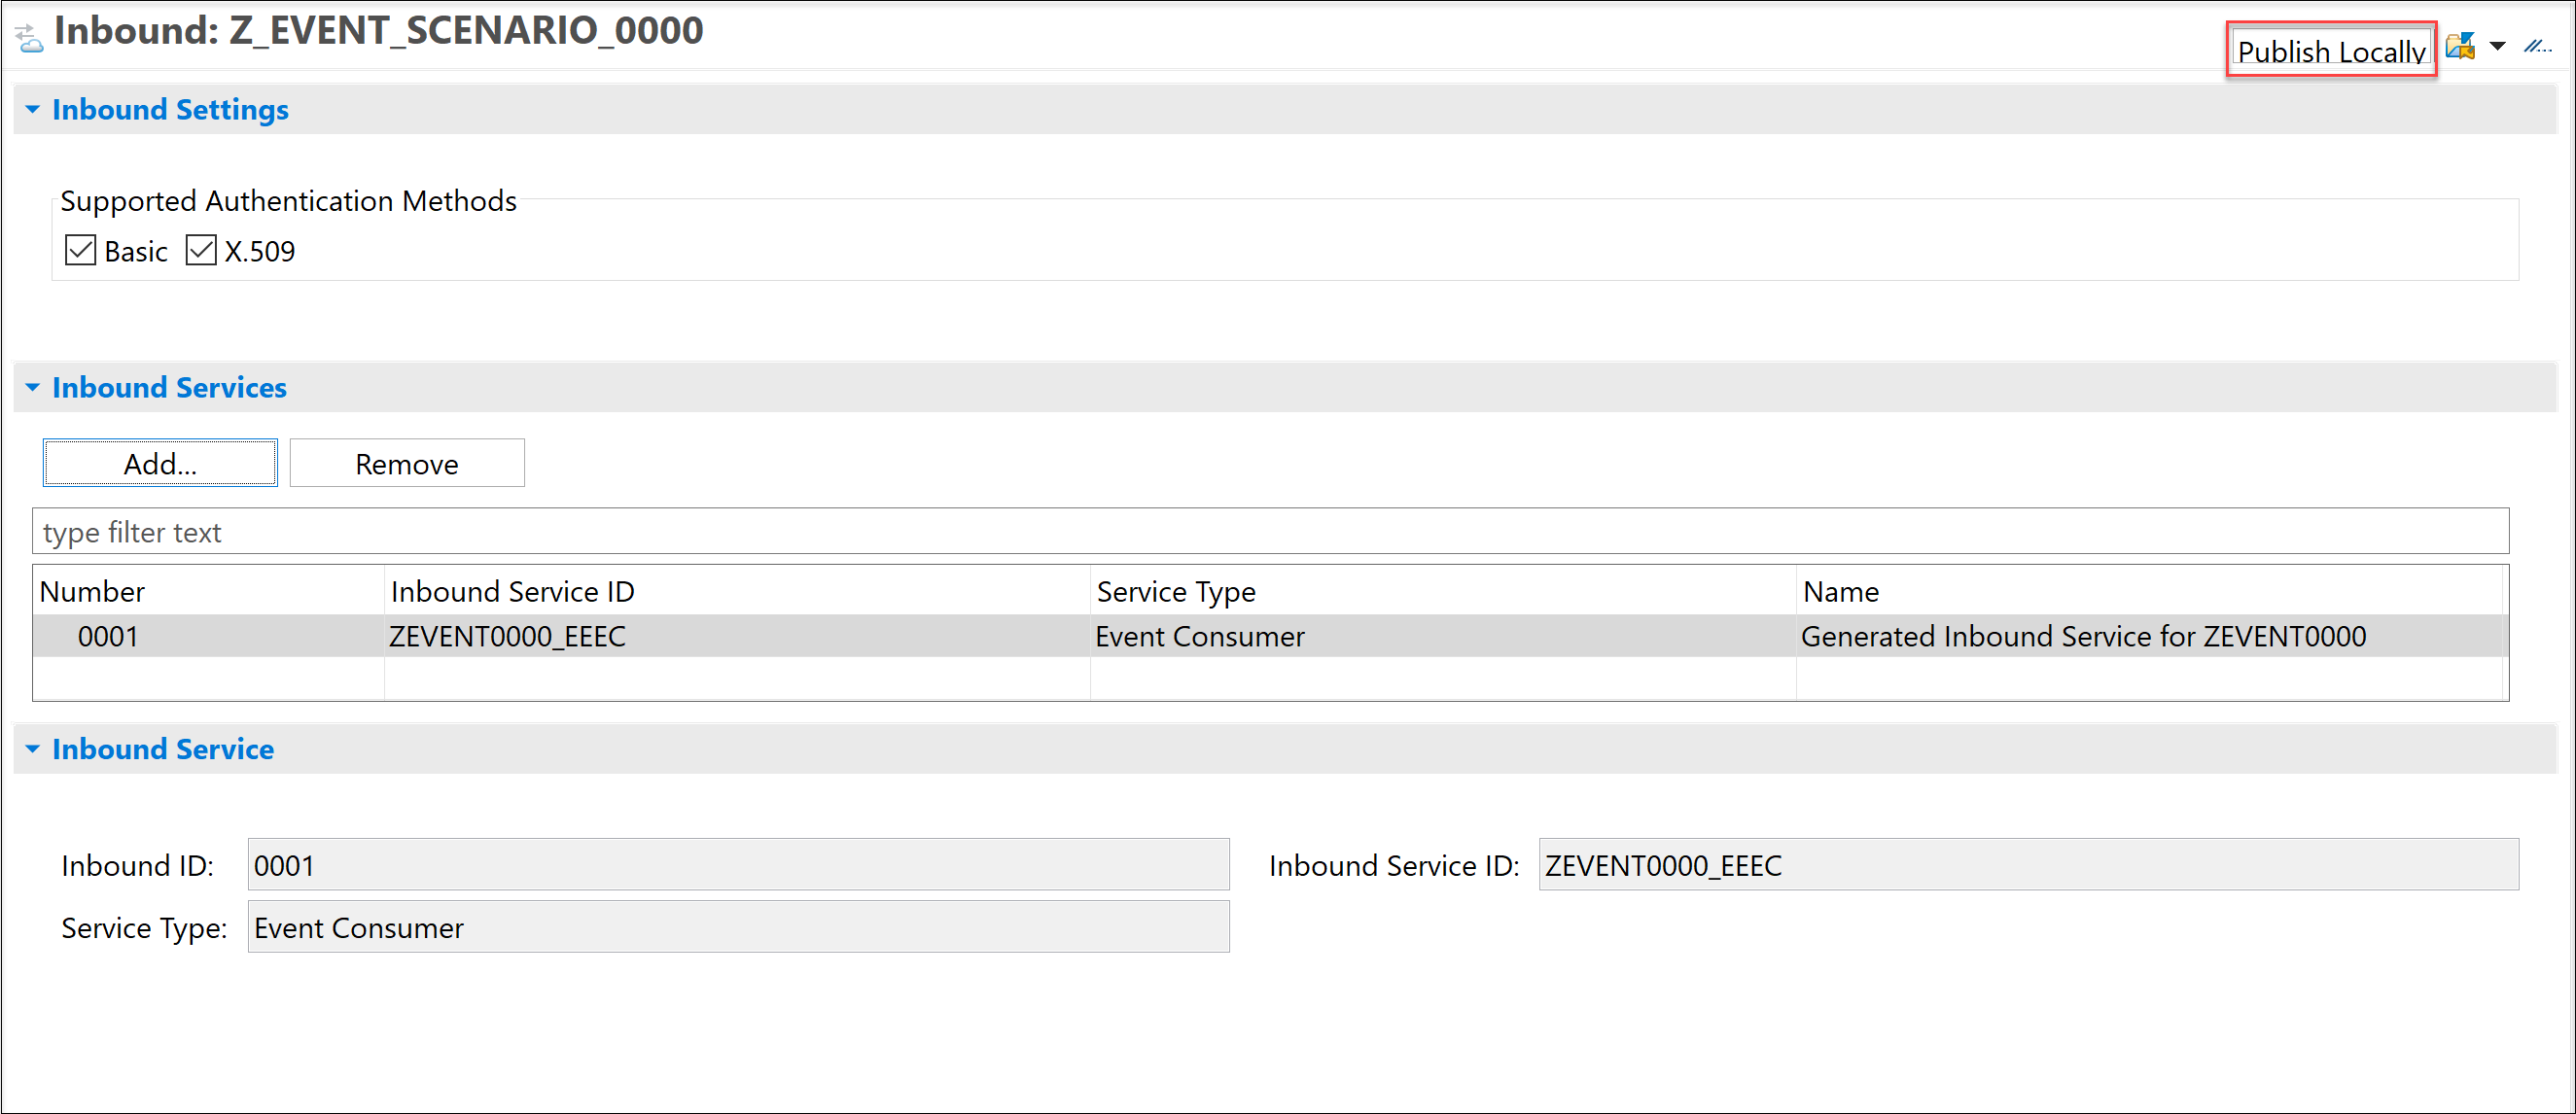 Inbound: Z_EVENT_SCENARIO_0000
Publish Locally
Inbound Settings
Supported Authentication Methods
Basic X.509
Inbound Services
Add... Remove
type filter text
Number Inbound Service ID Service Type Name
0001 ZEVENT0000_EEEC Event Consumer Generated Inbound Service for ZEVENT0000
Inbound Service
Inbound ID: 0001 Inbound Service ID: ZEVENT0000_EEEC
Service Type: Event Consumer